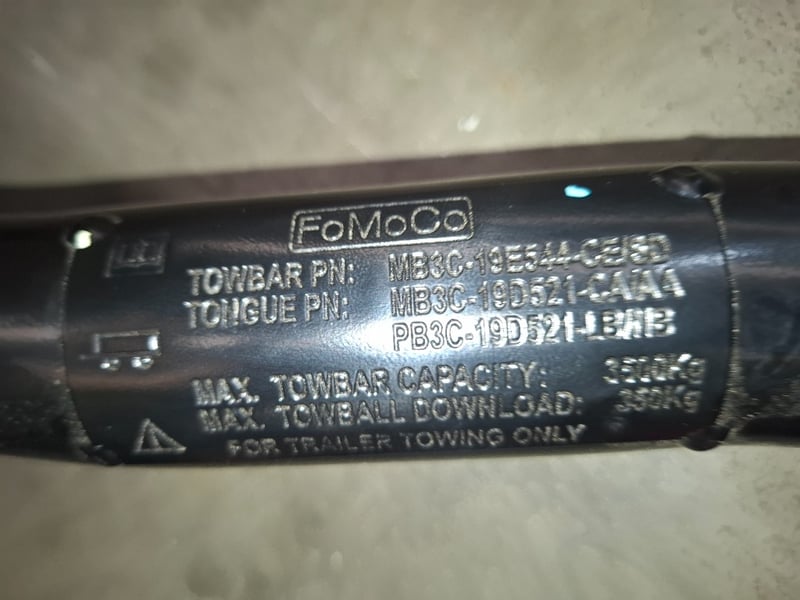 FoMoCo
TOWBAR PN: MB3C-19E544-CE/SD
TONGUE PN: MB3C-19D521-CA/AA
PB3C-19D521-LB/HB
MAX. TOWBAR CAPACITY: 3500Kg
MAX. TOWBALL DOWNLOAD: 350Kg
FOR TRAILER TOWING ONLY